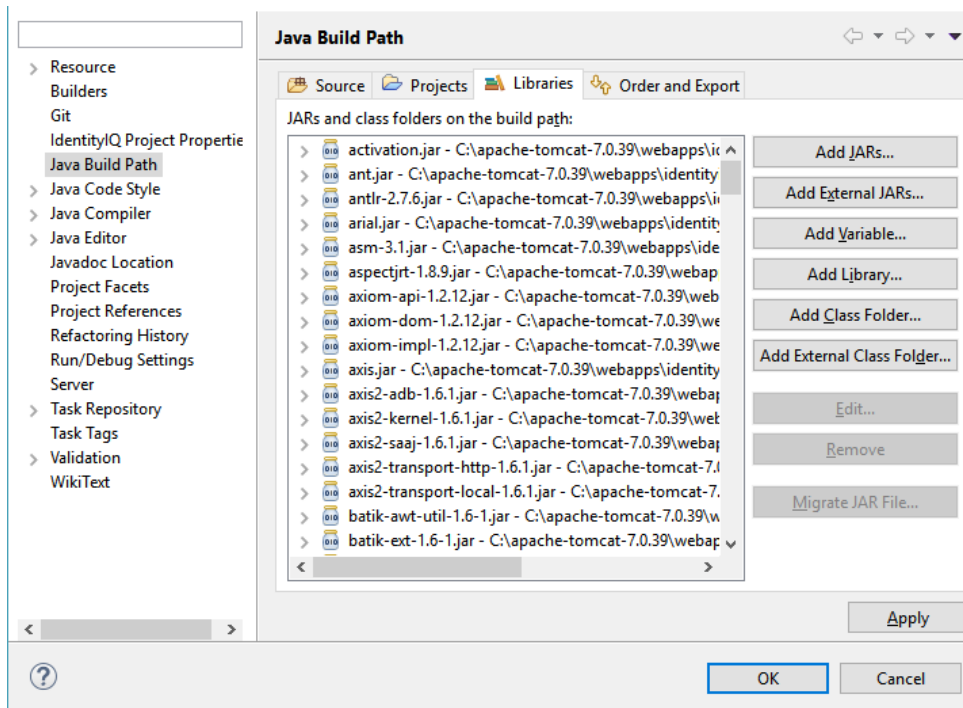 Java Build Path
Resource
Builders
Git
IdentityIQ Project Propertie
Java Build Path
Java Code Style
Java Compiler
Java Editor
Javadoc Location
Project Facets
Project References
Refactoring History
Run/Debug Settings
Server
Task Repository
Task Tags
Validation
WikiText
Source Projects Libraries Order and Export
JARs and class folders on the build path:
activation.jar - C:\apache-tomcat-7.0.39\webapps\ic
ant.jar - C:\apache-tomcat-7.0.39\webapps\identity
antlr-2.7.6.jar - C:\apache-tomcat-7.0.39\webapps\i
arial.jar - C:\apache-tomcat-7.0.39\webapps\identit
asm-3.1.jar - C:\apache-tomcat-7.0.39\webapps\ide
aspectjrt-1.8.9.jar - C:\apache-tomcat-7.0.39\webap
axiom-api-1.2.12.jar - C:\apache-tomcat-7.0.39\web
axiom-dom-1.2.12.jar - C:\apache-tomcat-7.0.39\we
axiom-impl-1.2.12.jar - C:\apache-tomcat-7.0.39\we
axis.jar - C:\apache-tomcat-7.0.39\webapps\identity
axis2-adb-1.6.1.jar - C:\apache-tomcat-7.0.39\webap
axis2-kernel-1.6.1.jar - C:\apache-tomcat-7.0.39\wel
axis2-saaj-1.6.1.jar - C:\apache-tomcat-7.0.39\webap
axis2-transport-http-1.6.1.jar - C:\apache-tomcat-7.(
axis2-transport-local-1.6.1.jar - C:\apache-tomcat-7.
batik-awt-util-1.6-1.jar - C:\apache-tomcat-7.0.39\w
batik-ext-1.6-1.jar - C:\apache-tomcat-7.0.39\webap
Add JARs...
Add External JARs...
Add Variable...
Add Library...
Add Class Folder...
Add External Class Folder...
Edit...
Remove
Migrate JAR File...
Apply
OK Cancel